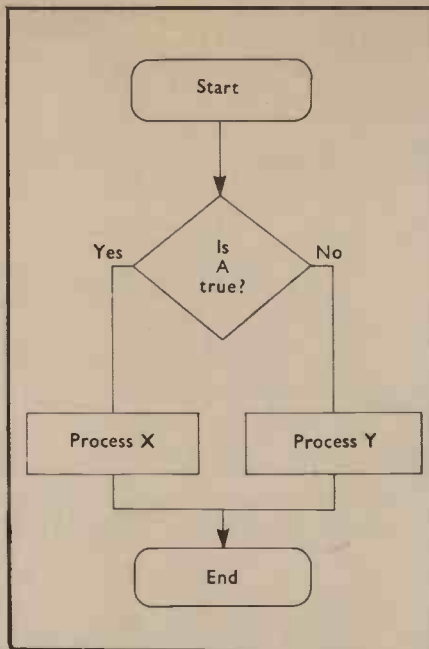 Start
Yes
Is
A
true?
No
Process X
Process Y
End